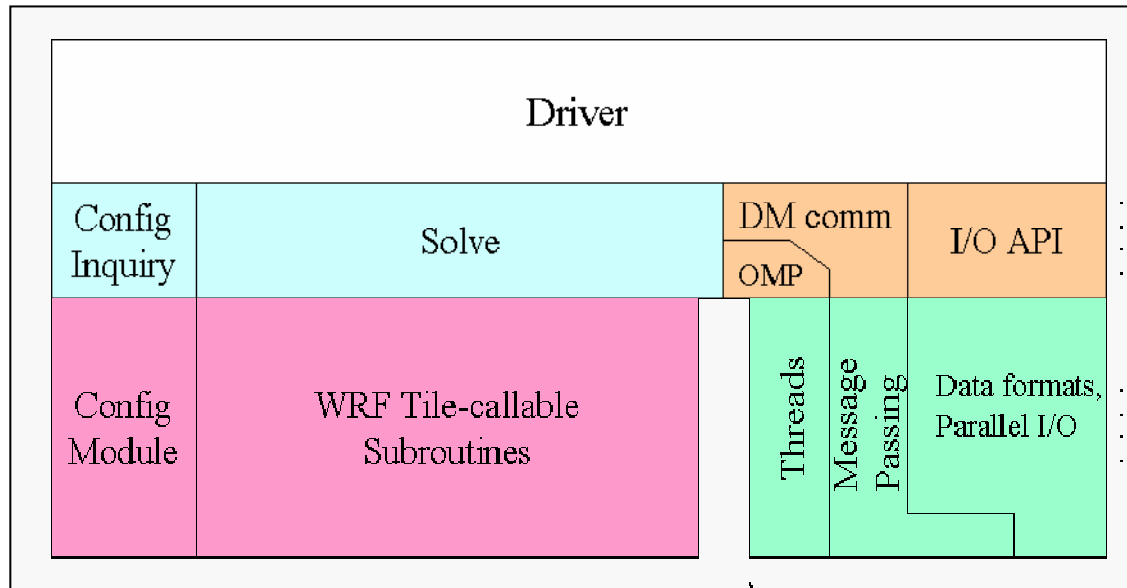 Driver
Config
Inquiry
Solve
DM comm
OMP
I/O API
Config
Module
WRF Tile-callable
Subroutines
Threads
Message
Passing
Data formats,
Parallel I/O